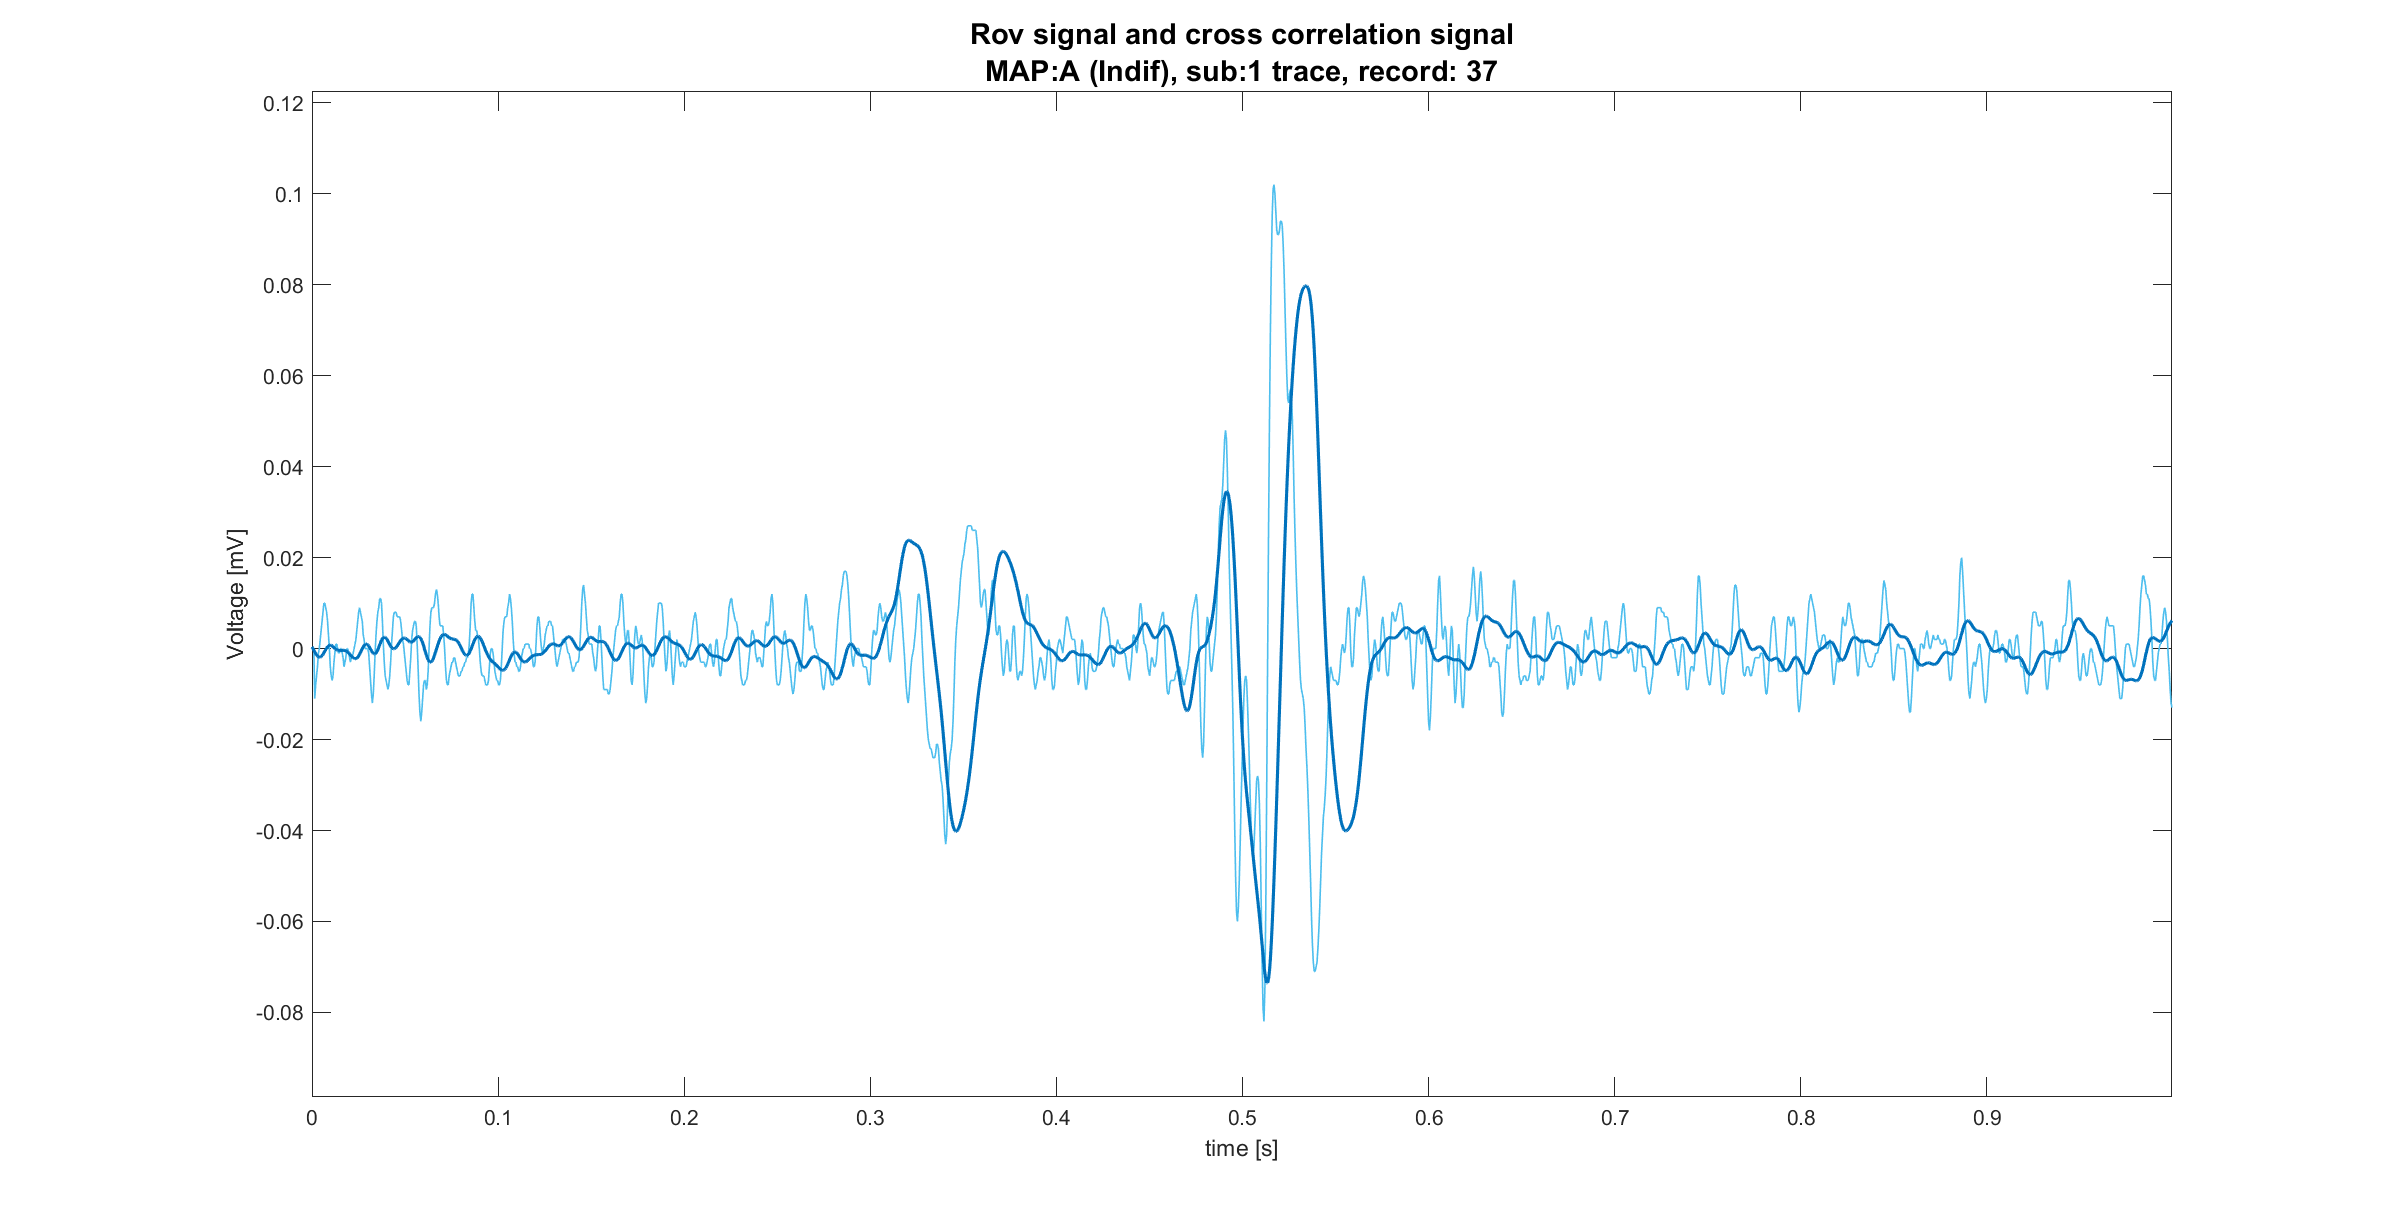 Rov signal and cross correlation signal
MAP:A (Indif), sub:1 trace, record: 37
0.12
0.1
0.08
0.06
0.04
0.02
0
-0.02
-0.04
-0.06
-0.08
Voltage [mV]
0 0.1 0.2 0.3 0.4 0.5 0.6 0.7 0.8 0.9
time [s]